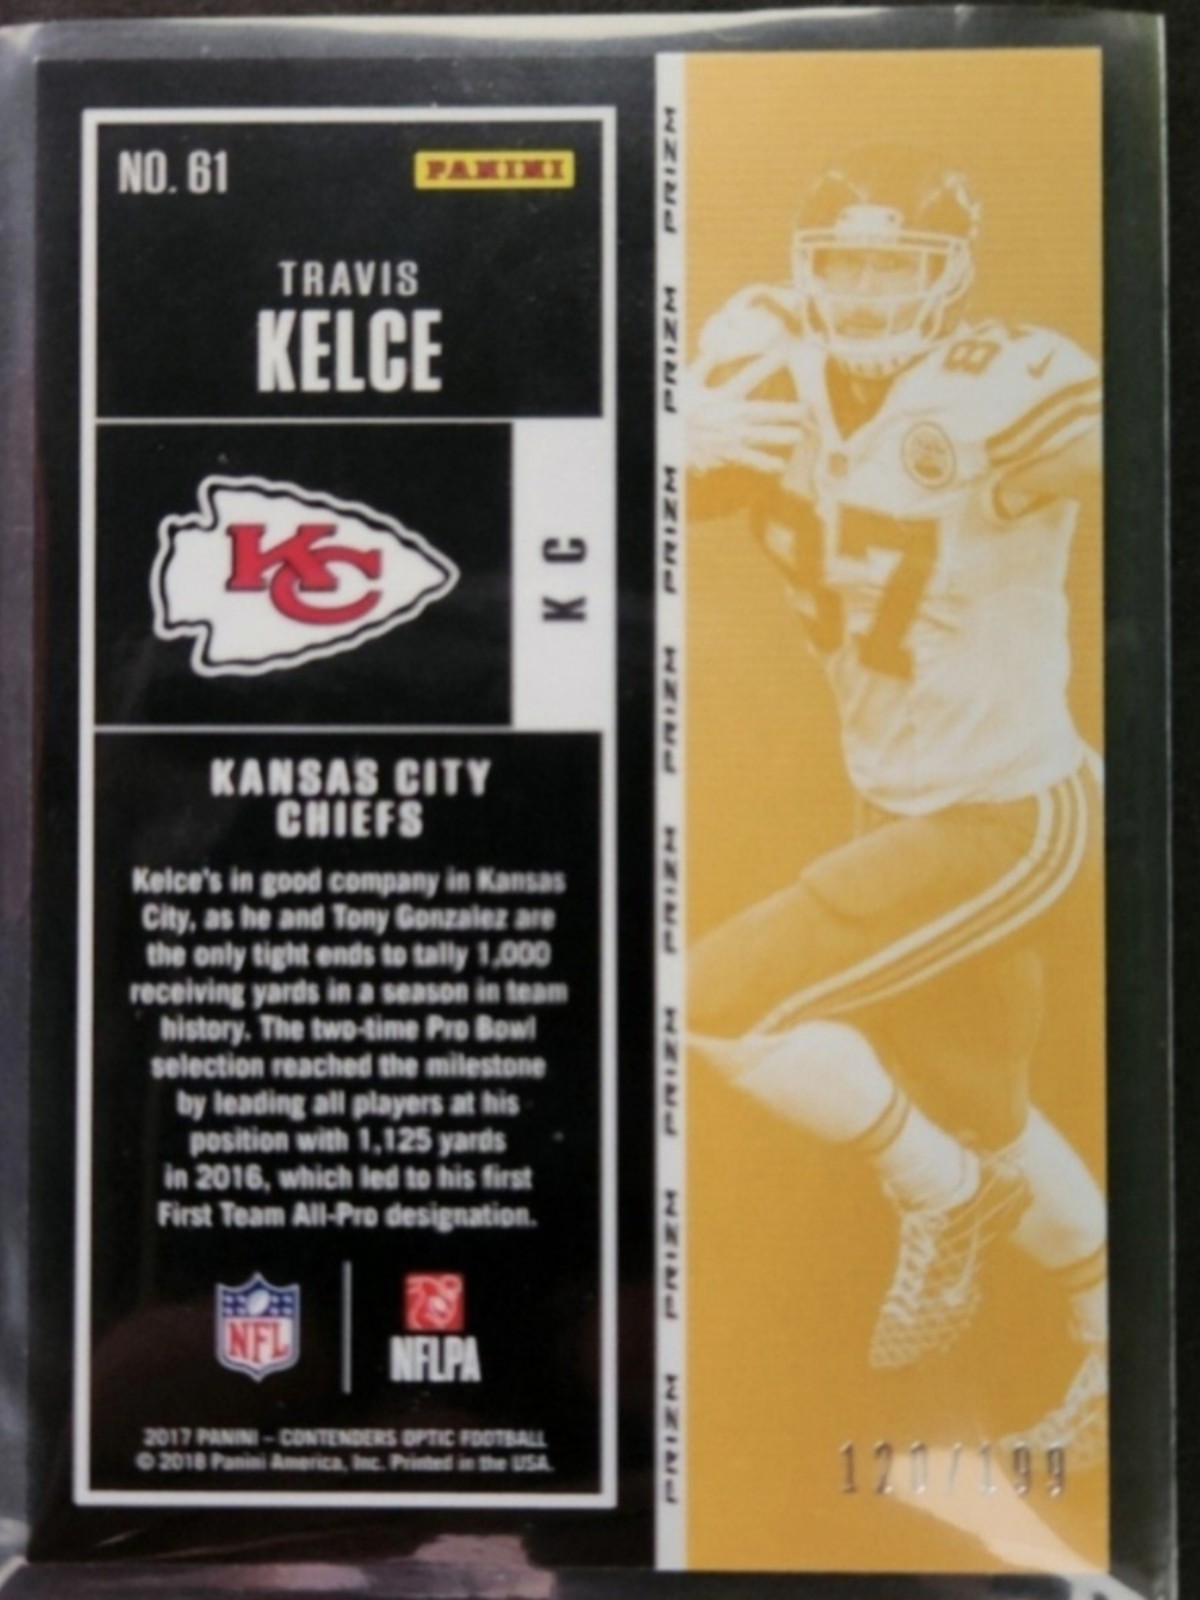 NO. 61
PANINI
TRAVIS
KELCE
KC
K C
KANSAS CITY
CHIEFS
Kelce's in good company in Kansas
City, as he and Tony Gonzalez are
the only tight ends to tally 1,000
receiving yards in a season in team
history. The two-time Pro Bowl
selection reached the milestone
by leading all players at his
position with 1,125 yards
in 2016, which led to his first
First Team All-Pro designation.
NFL
NFLPA
2017 PANINI – CONTENDERS OPTIC FOOTBALL
© 2018 Panini America, Inc. Printed in the USA.
PRIZM PRIZM PRIZM PRIZM PRIZM PRIZM PRIZM PRIZM
8
87
120/199